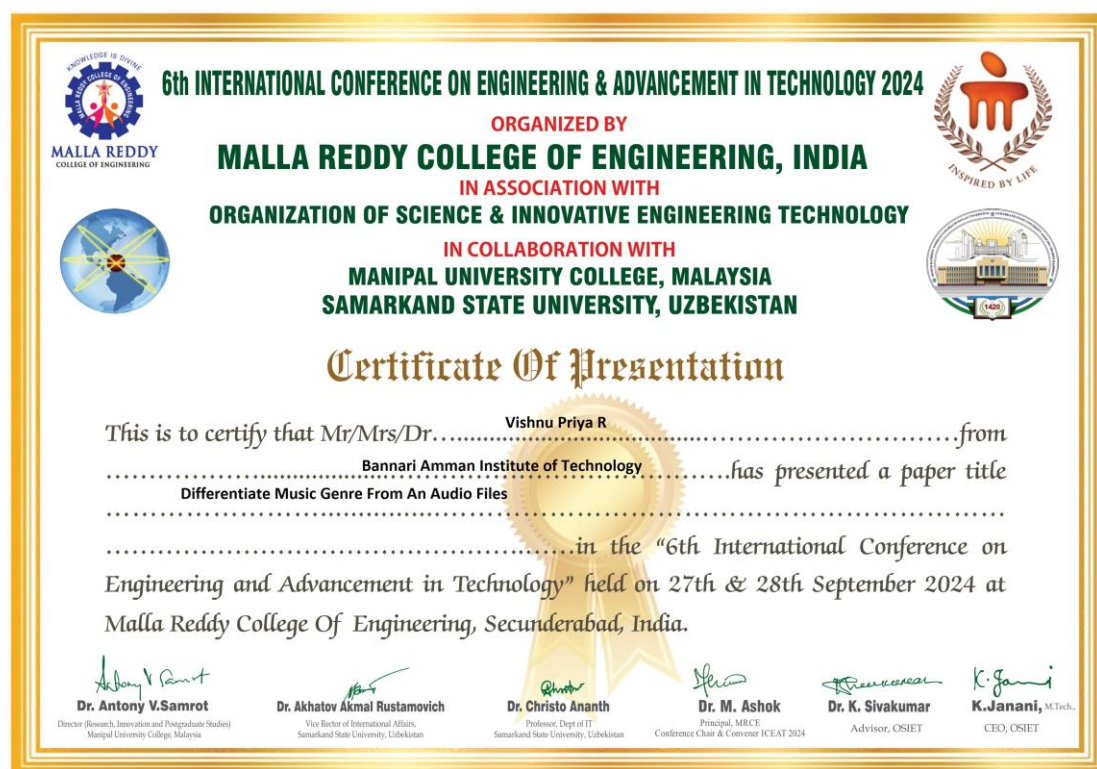 KNOWLEDGE IS DIVINE
MALLA REDDY COLLEGE OF ENGINEERING
MALLA REDDY
COLLEGE OF ENGINEERING
6th INTERNATIONAL CONFERENCE ON ENGINEERING & ADVANCEMENT IN TECHNOLOGY 2024
ORGANIZED BY
MALLA REDDY COLLEGE OF ENGINEERING, INDIA
IN ASSOCIATION WITH
ORGANIZATION OF SCIENCE & INNOVATIVE ENGINEERING TECHNOLOGY
IN COLLABORATION WITH
MANIPAL UNIVERSITY COLLEGE, MALAYSIA
SAMARKAND STATE UNIVERSITY, UZBEKISTAN
INSPIRED BY LIFE
1420
Certificate Of Presentation
This is to certify that Mr/Mrs/Dr. Vishnu Priya R from
Bannari Amman Institute of Technology has presented a paper title
Differentiate Music Genre From An Audio Files
in the “6th International Conference on
Engineering and Advancement in Technology” held on 27th & 28th September 2024 at
Malla Reddy College Of Engineering, Secunderabad, India.
Dr. Antony V.Samrot
Director (Research, Innovation and Postgraduate Studies)
Manipal University College, Malaysia
Dr. Akhatov Akmal Rustamovich
Vice Rector of International Affairs,
Samarkand State University, Uzbekistan
Dr. Christo Ananth
Professor, Dept of IT
Samarkand State University, Uzbekistan
Dr. M. Ashok
Principal, MRCE
Conference Chair & Convener ICEAT 2024
Dr. K. Sivakumar
Advisor, OSIET
K.Janani, M.Tech.,
CEO, OSIET